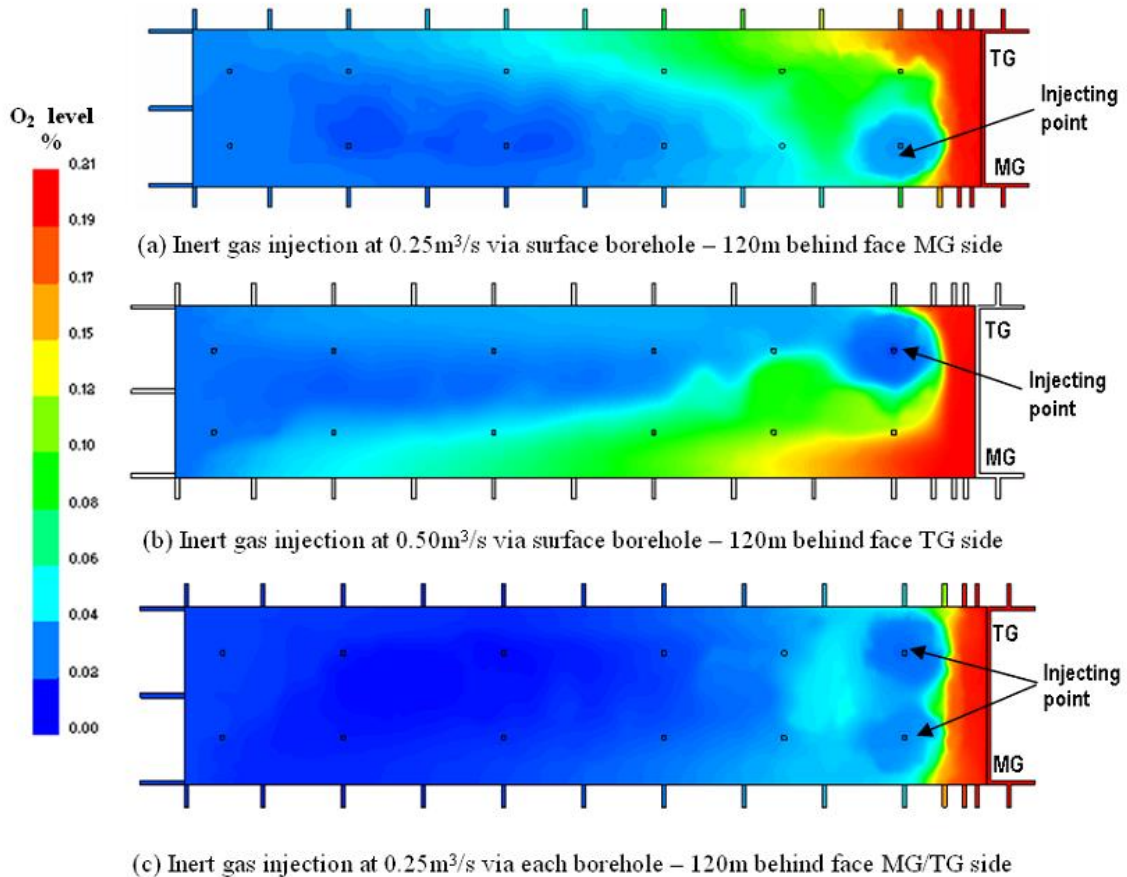 O2 level
%
0.21
0.19
0.17
0.15
0.12
0.10
0.08
0.06
0.04
0.02
0.00
TG
Injecting
point
MG
(a) Inert gas injection at 0.25m³/s via surface borehole – 120m behind face MG side
TG
Injecting
point
MG
(b) Inert gas injection at 0.50m³/s via surface borehole – 120m behind face TG side
TG
Injecting
point
MG
(c) Inert gas injection at 0.25m³/s via each borehole – 120m behind face MG/TG side